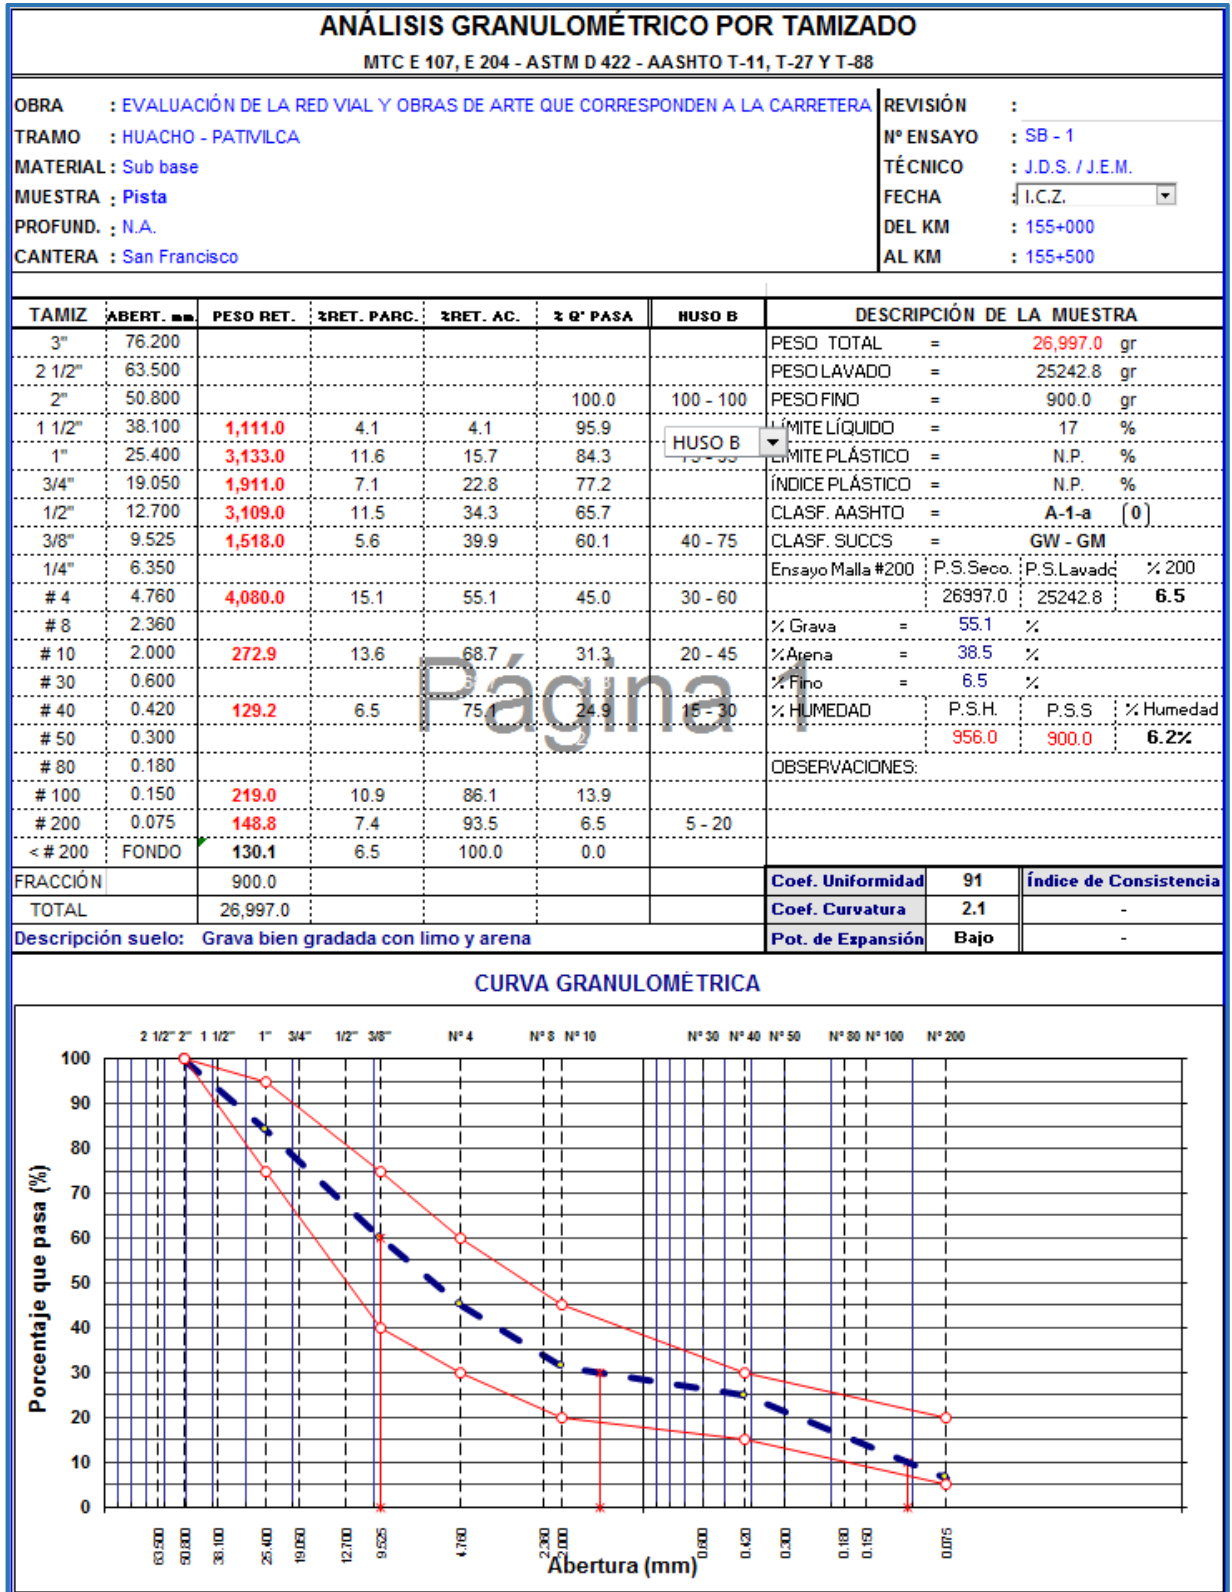 ANÁLISIS GRANULOMÉTRICO POR TAMIZADO
MTC E 107, E 204 - ASTM D 422 - AASHTO T-11, T-27 Y T-88
OBRA : EVALUACIÓN DE LA RED VIAL Y OBRAS DE ARTE QUE CORRESPONDEN A LA CARRETERA REVISIÓN :
TRAMO : HUACHO - PATIVILCA Nº ENSAYO : SB - 1
MATERIAL : Sub base TÉCNICO : J.D.S. / J.E.M.
MUESTRA : Pista FECHA : I.C.Z.
PROFUND. : N.A. DEL KM : 155+000
CANTERA : San Francisco AL KM : 155+500
TAMIZ ABERT. mm. PESO RET. %RET. PARC. %RET. AC. % Q' PASA HUSO B DESCRIPCIÓN DE LA MUESTRA
3" 76.200 PESO TOTAL = 26,997.0 gr
2 1/2" 63.500 PESO LAVADO = 25242.8 gr
2" 50.800 100.0 100 - 100 PESO FINO = 900.0 gr
1 1/2" 38.100 1,111.0 4.1 4.1 95.9 HUSO B LÍMITE LÍQUIDO = 17 %
1" 25.400 3,133.0 11.6 15.7 84.3 LÍMITE PLÁSTICO = N.P. %
3/4" 19.050 1,911.0 7.1 22.8 77.2 ÍNDICE PLÁSTICO = N.P. %
1/2" 12.700 3,109.0 11.5 34.3 65.7 CLASF. AASHTO = A-1-a (0)
3/8" 9.525 1,518.0 5.6 39.9 60.1 40 - 75 CLASF. SUCCS = GW - GM
1/4" 6.350 Ensayo Malla #200 P.S.Seco. P.S.Lavado % 200
# 4 4.760 4,080.0 15.1 55.1 45.0 30 - 60 26997.0 25242.8 6.5
# 8 2.360 % Grava = 55.1 %
# 10 2.000 272.9 13.6 68.7 31.3 20 - 45 %Arena = 38.5 %
# 30 0.600 % Fino = 6.5 %
# 40 0.420 129.2 6.5 75.1 24.9 15 - 30 % HUMEDAD P.S.H. P.S.S % Humedad
# 50 0.300 956.0 900.0 6.2%
Página 1
# 80 0.180 OBSERVACIONES:
# 100 0.150 219.0 10.9 86.1 13.9
# 200 0.075 148.8 7.4 93.5 6.5 5 - 20
< # 200 FONDO 130.1 6.5 100.0 0.0
FRACCIÓN 900.0 Coef. Uniformidad 91 Índice de Consistencia
TOTAL 26,997.0 Coef. Curvatura 2.1 -
Descripción suelo: Grava bien gradada con limo y arena Pot. de Expansión Bajo -
CURVA GRANULOMÉTRICA
2 1/2" 2" 1 1/2" 1" 3/4" 1/2" 3/8" Nº 4 Nº 8 Nº 10 Nº 30 Nº 40 Nº 50 Nº 80 Nº 100 Nº 200
100
90
80
70
60
50
40
30
20
10
0
Porcentaje que pasa (%)
63.500 50.800 38.100 25.400 19.050 12.700 9.525 4.760 2.360 2.000 0.600 0.420 0.300 0.180 0.150 0.075
Abertura (mm)